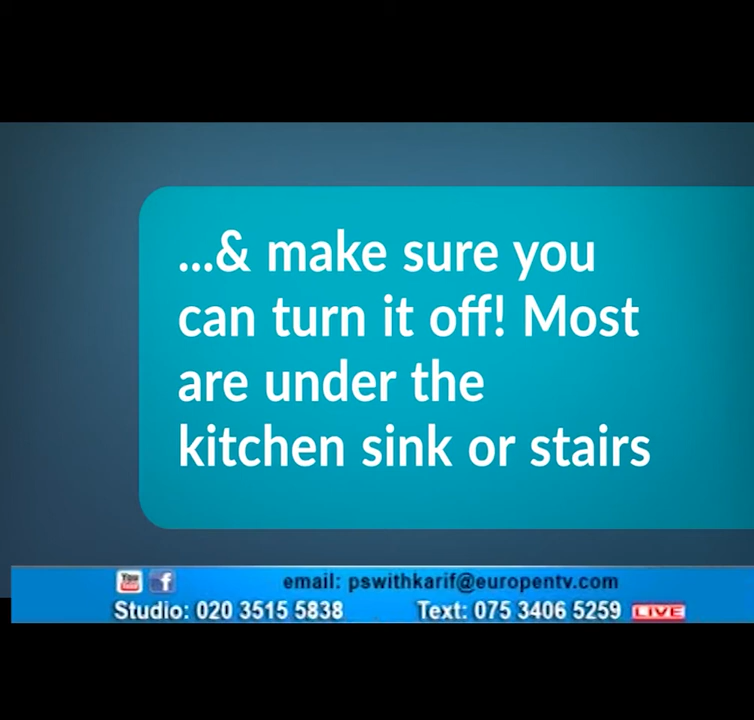 ...& make sure you
can turn it off! Most
are under the
kitchen sink or stairs
You
email: pswithkarif@europentv.com
Studio: 020 3515 5838 Text: 075 3406 5259 LIVE